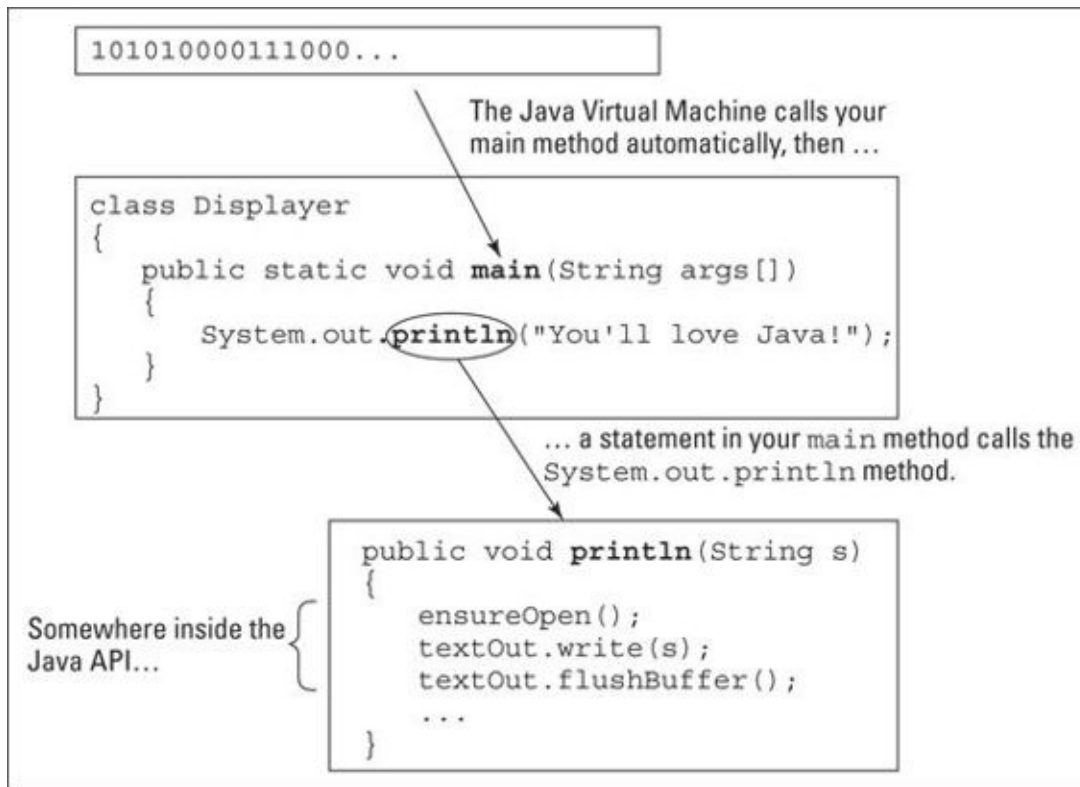 101010000111000...
The Java Virtual Machine calls your
main method automatically, then …
class Displayer
{
public static void main(String args[])
{
System.out.println("You'll love Java!");
}
}
… a statement in your main method calls the
System.out.println method.
public void println(String s)
{
ensureOpen();
textOut.write(s);
textOut.flushBuffer();
...
}
Somewhere inside the
Java API…